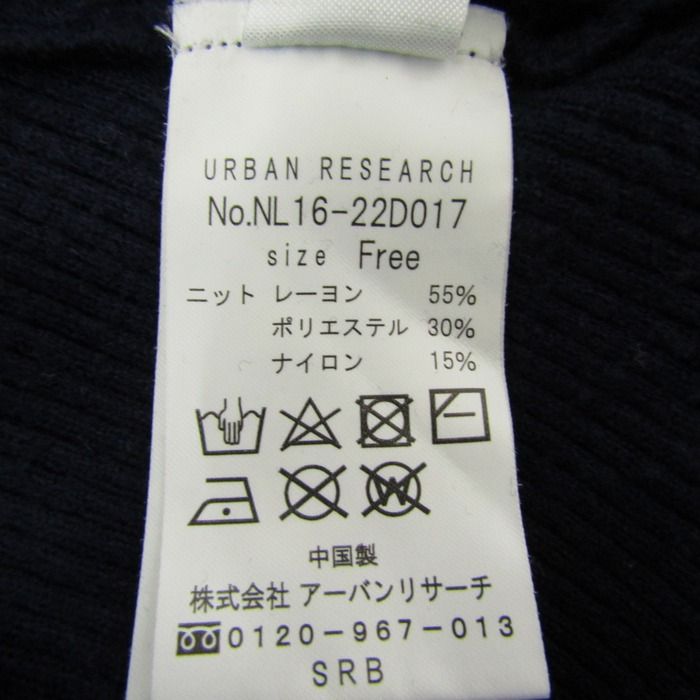 URBAN RESEARCH
No.NL16-22D017
size Free
ニット レーヨン 55%
ポリエステル 30%
ナイロン 15%
W
中国製
株式会社 アーバンリサーチ
0120-967-013
SRB